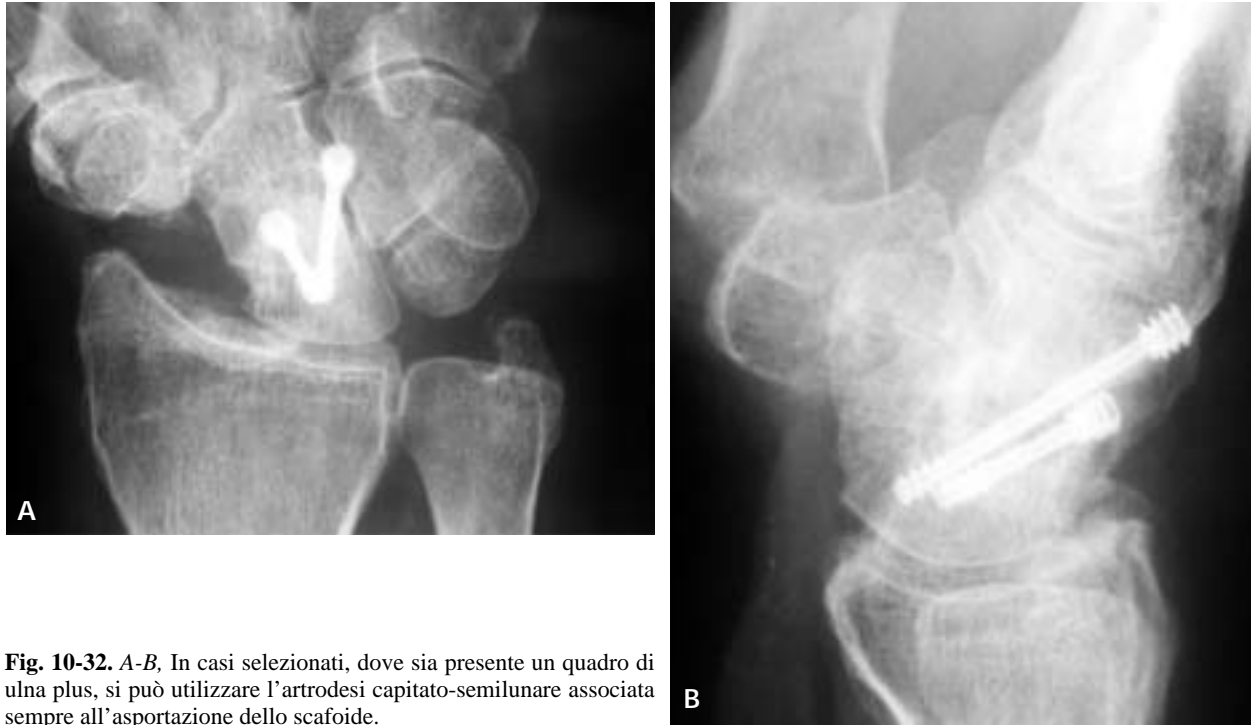 A
B
Fig. 10-32. A-B, In casi selezionati, dove sia presente un quadro di
ulna plus, si può utilizzare l’artrodesi capitato-semilunare associata
sempre all’asportazione dello scafoide.